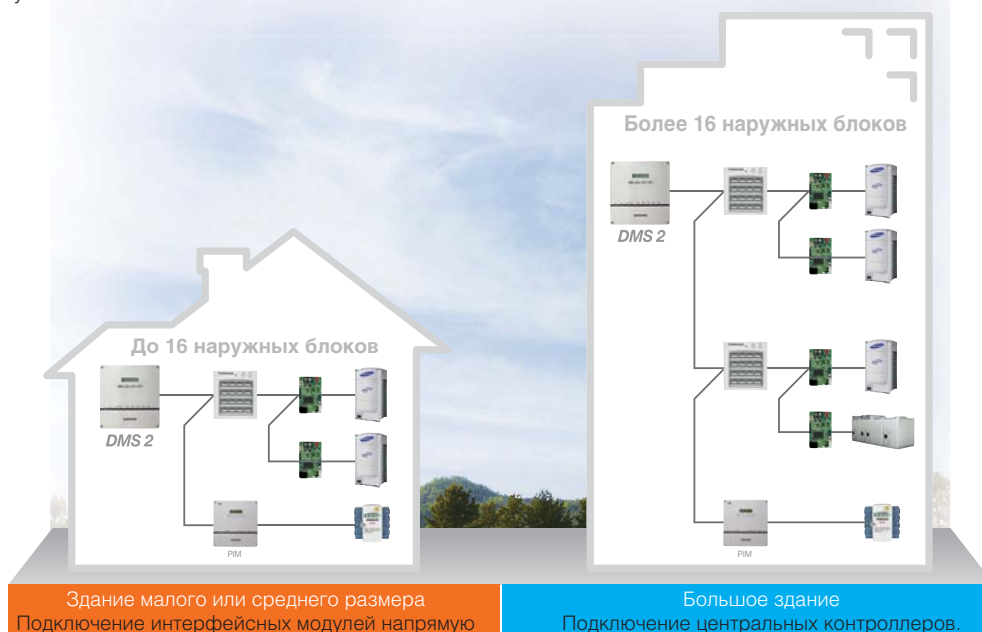 Более 16 наружных блоков
DMS 2
До 16 наружных блоков
DMS 2
PIM
PIM
Здание малого или среднего размера
Подключение интерфейсных модулей напрямую
Большое здание
Подключение центральных контроллеров.